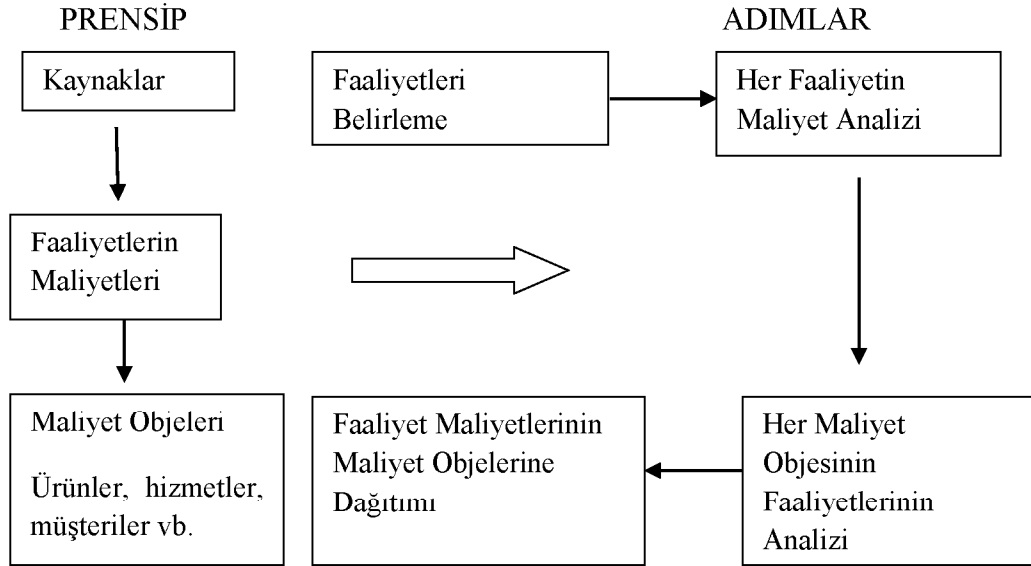 PRENSİP
Kaynaklar
Faaliyetlerin
Maliyetleri
Maliyet Objeleri
Ürünler, hizmetler,
müşteriler vb.
ADIMLAR
Faaliyetleri
Belirleme
Her Faaliyetin
Maliyet Analizi
Her Maliyet
Objesinin
Faaliyetlerinin
Analizi
Faaliyet Maliyetlerinin
Maliyet Objelerine
Dağıtımı